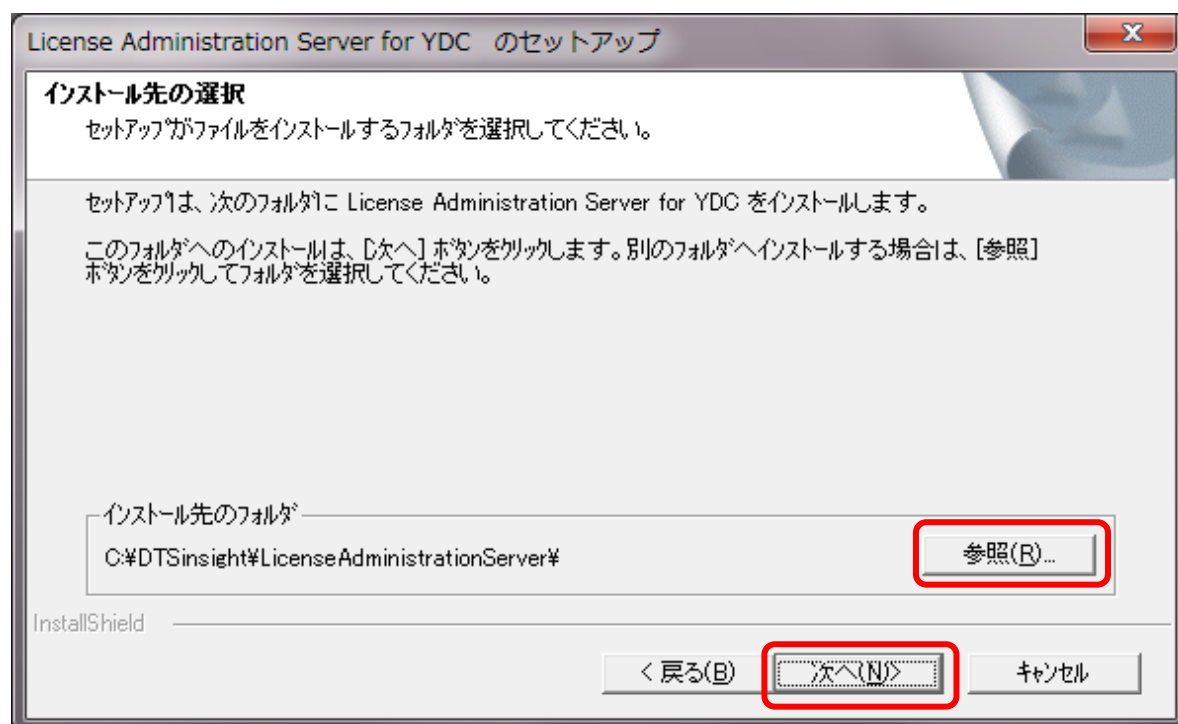 License Administration Server for YDC　のセットアップ
インストール先の選択
セットアップがファイルをインストールするフォルダを選択してください。
セットアップは、次のフォルダに License Administration Server for YDC をインストールします。
このフォルダへのインストールは、[次へ] ボタンをクリックします。別のフォルダへインストールする場合は、[参照]
ボタンをクリックしてフォルダを選択してください。
インストール先のフォルダ
C:¥DTSinsight¥LicenseAdministrationServer¥
参照(R)...
InstallShield
< 戻る(B)
次へ(N)>
キャンセル